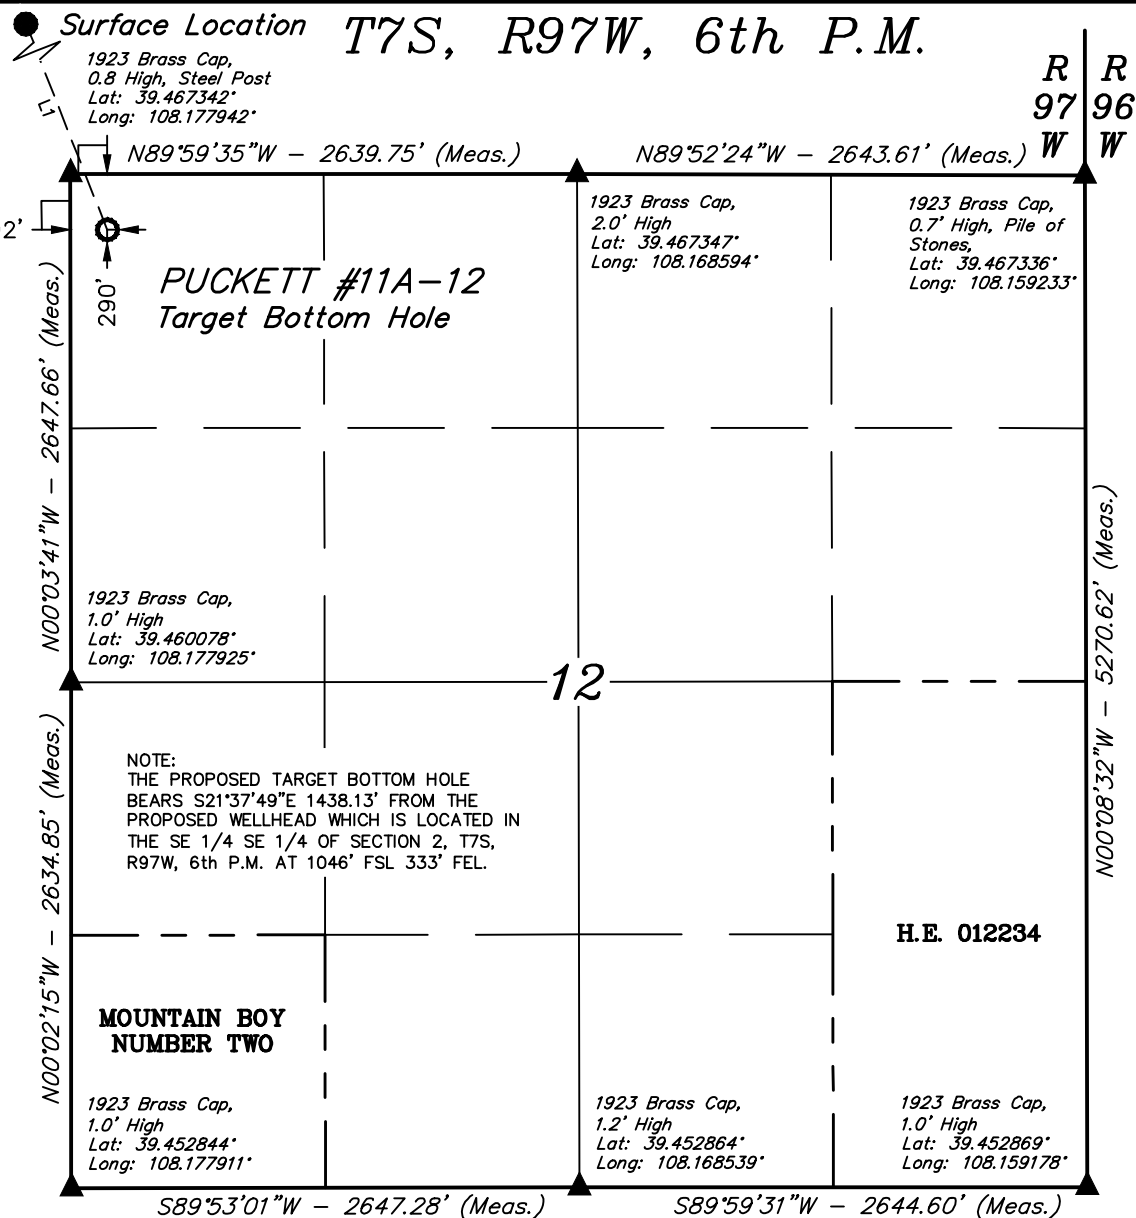 Surface Location
T7S, R97W, 6th P.M.
1923 Brass Cap,
0.8 High, Steel Post
Lat: 39.467342°
Long: 108.177942°
R R
97 96
W W
L1
N89°59'35"W – 2639.75' (Meas.)
N89°52'24"W – 2643.61' (Meas.)
1923 Brass Cap,
2.0' High
Lat: 39.467347°
Long: 108.168594°
1923 Brass Cap,
0.7' High, Pile of
Stones,
Lat: 39.467336°
Long: 108.159233°
2'
290'
PUCKETT #11A–12
Target Bottom Hole
N00°03'41"W – 2647.66' (Meas.)
1923 Brass Cap,
1.0' High
Lat: 39.460078°
Long: 108.177925°
12
N00°08'32"W – 5270.62' (Meas.)
NOTE:
THE PROPOSED TARGET BOTTOM HOLE
BEARS S21°37'49"E 1438.13' FROM THE
PROPOSED WELLHEAD WHICH IS LOCATED IN
THE SE 1/4 SE 1/4 OF SECTION 2, T7S,
R97W, 6th P.M. AT 1046' FSL 333' FEL.
N00°02'15"W – 2634.85' (Meas.)
H.E. 012234
MOUNTAIN BOY
NUMBER TWO
1923 Brass Cap,
1.0' High
Lat: 39.452844°
Long: 108.177911°
1923 Brass Cap,
1.2' High
Lat: 39.452864°
Long: 108.168539°
1923 Brass Cap,
1.0' High
Lat: 39.452869°
Long: 108.159178°
S89°53'01"W – 2647.28' (Meas.)
S89°59'31"W – 2644.60' (Meas.)